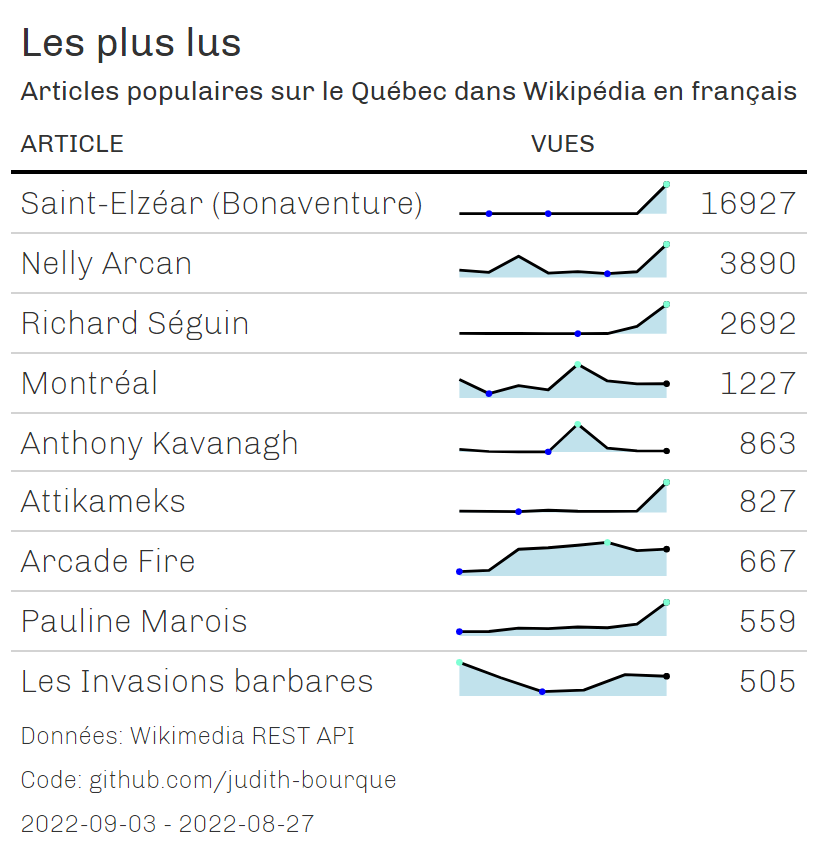 Les plus lus
Articles populaires sur le Québec dans Wikipédia en français
ARTICLE VUES
Saint-Elzéar (Bonaventure) 16927
Nelly Arcan 3890
Richard Séguin 2692
Montréal 1227
Anthony Kavanagh 863
Attikameks 827
Arcade Fire 667
Pauline Marois 559
Les Invasions barbares 505
Données: Wikimedia REST API
Code: github.com/judith-bourque
2022-09-03 - 2022-08-27